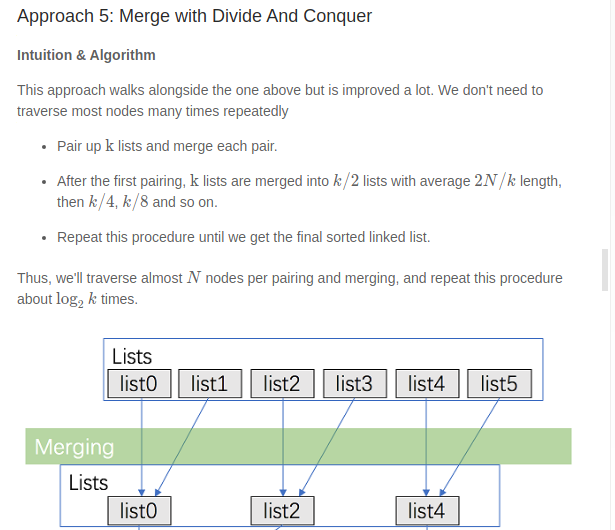 Approach 5: Merge with Divide And Conquer
Intuition & Algorithm
This approach walks alongside the one above but is improved a lot. We don't need to
traverse most nodes many times repeatedly
• Pair up k lists and merge each pair.
• After the first pairing, k lists are merged into k/2 lists with average 2N/k length,
then k/4, k/8 and so on.
• Repeat this procedure until we get the final sorted linked list.
Thus, we'll traverse almost N nodes per pairing and merging, and repeat this procedure
about log₂ k times.
Lists
list0 list1 list2 list3 list4 list5
Merging
Lists
list0 list2 list4